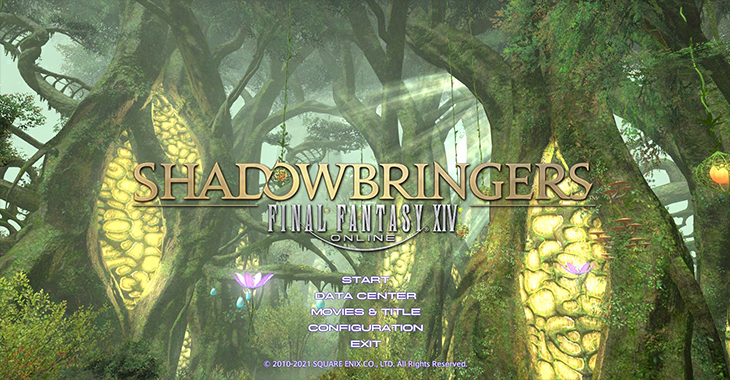 SHADOWBRINGERS
FINAL FANTASY® XIV
ONLINE
START
DATA CENTER
MOVIES & TITLE
CONFIGURATION
EXIT
© 2010-2021 SQUARE ENIX CO., LTD. All Rights Reserved.